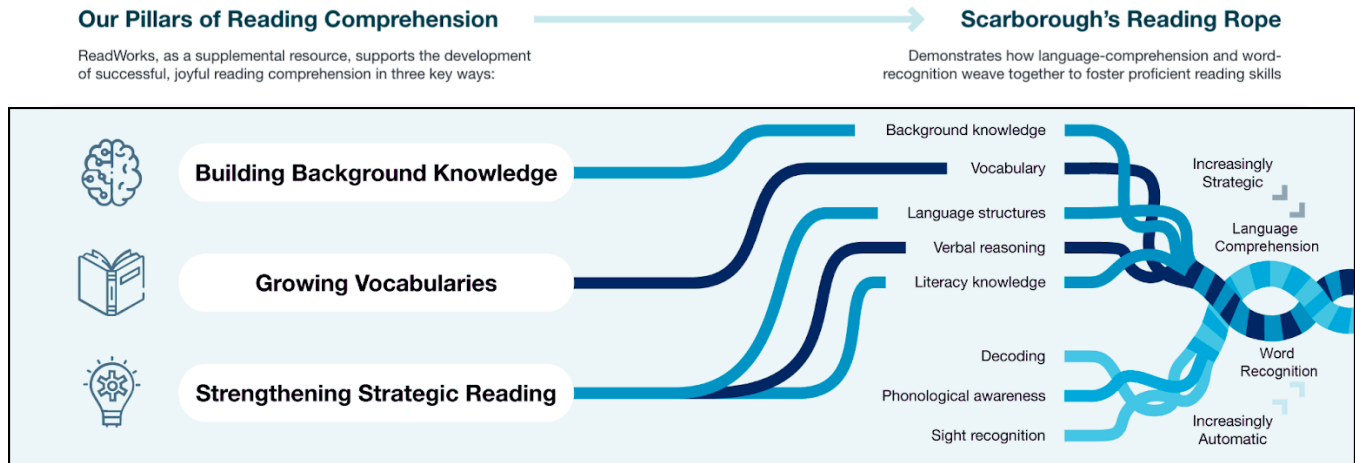 Our Pillars of Reading Comprehension
Scarborough's Reading Rope
ReadWorks, as a supplemental resource, supports the development
of successful, joyful reading comprehension in three key ways:
Demonstrates how language-comprehension and word-
recognition weave together to foster proficient reading skills
Building Background Knowledge
Growing Vocabularies
Strengthening Strategic Reading
Background knowledge
Vocabulary
Language structures
Verbal reasoning
Literacy knowledge
Decoding
Phonological awareness
Sight recognition
Increasingly
Strategic
Language
Comprehension
Word
Recognition
Increasingly
Automatic